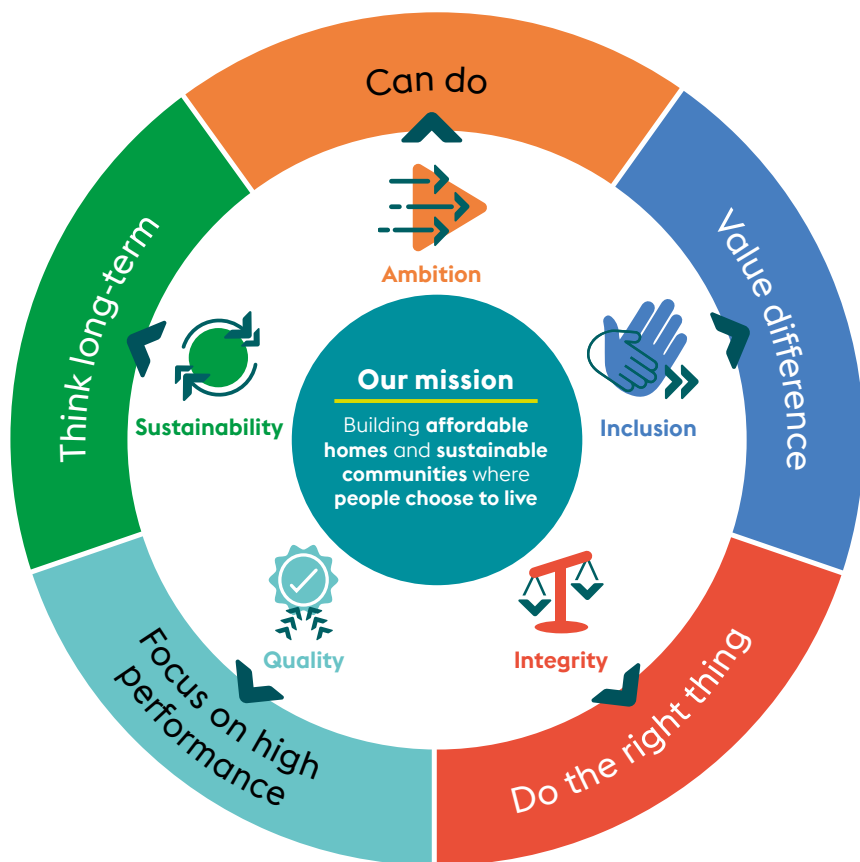 Can do
Ambition
Value difference
Inclusion
Do the right thing
Integrity
Focus on high
performance
Quality
Think long-term
Sustainability
Our mission
Building affordable
homes and sustainable
communities where
people choose to live